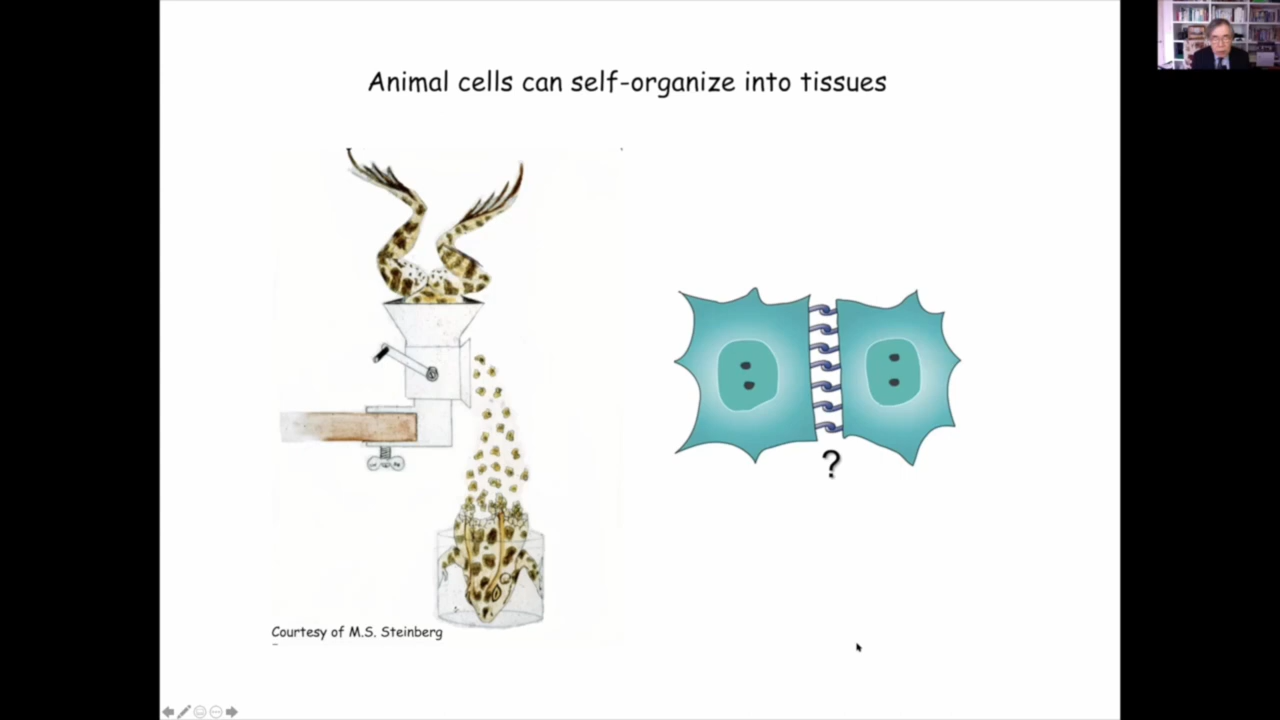 Animal cells can self-organize into tissues
?
Courtesy of M.S. Steinberg